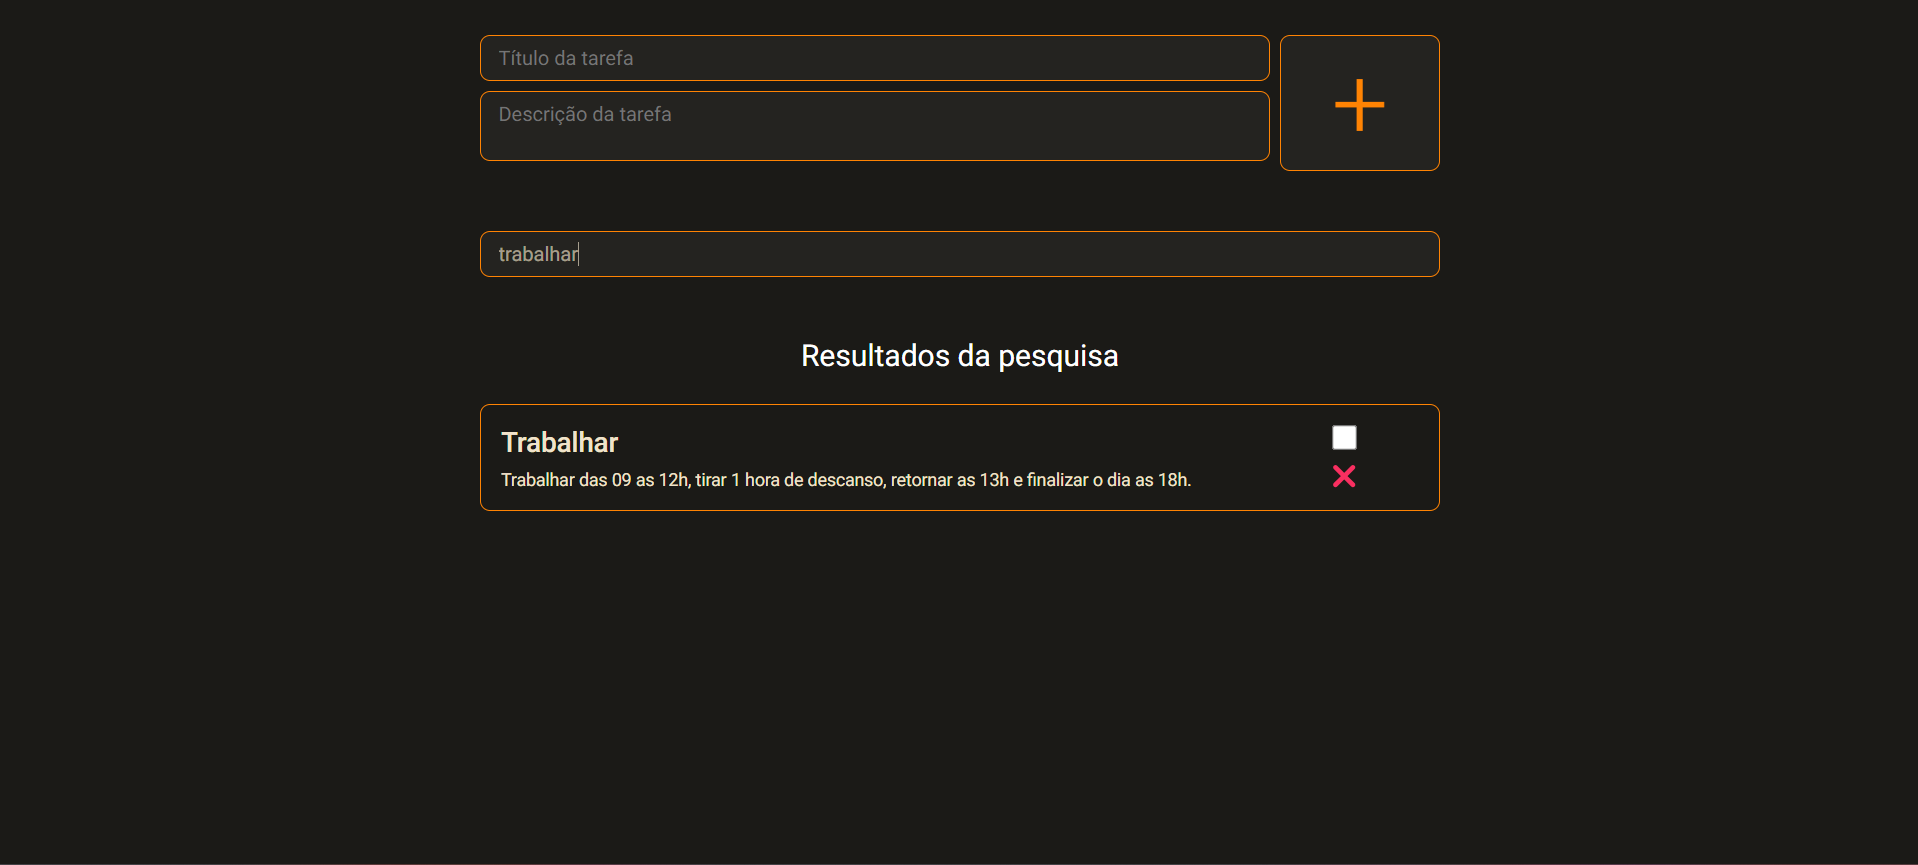 Título da tarefa
Descrição da tarefa
trabalhar
Resultados da pesquisa
Trabalhar
Trabalhar das 09 as 12h, tirar 1 hora de descanso, retornar as 13h e finalizar o dia as 18h.